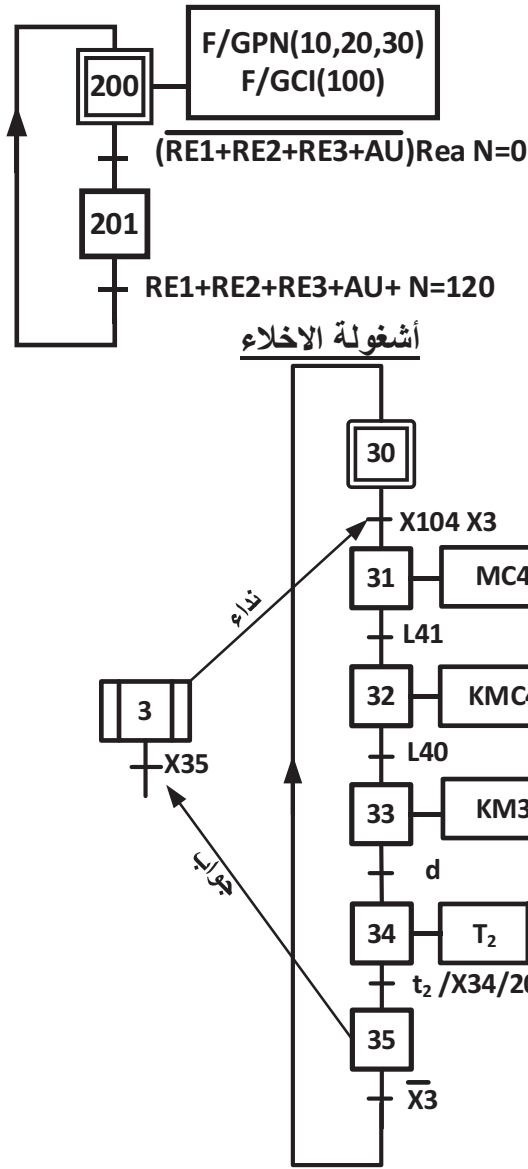 F/GPN(10,20,30)
F/GCI(100)
200
(RE1+RE2+RE3+AU)Rea N=0
201
RE1+RE2+RE3+AU+ N=120
أشغولة الاخلاء
30
X104 X3
31
MC4
L41
نداء
32
KMC4
3
X35
L40
33
KM3
d
جواب
34
T₂
t₂ /X34/20
35
X̅3̅